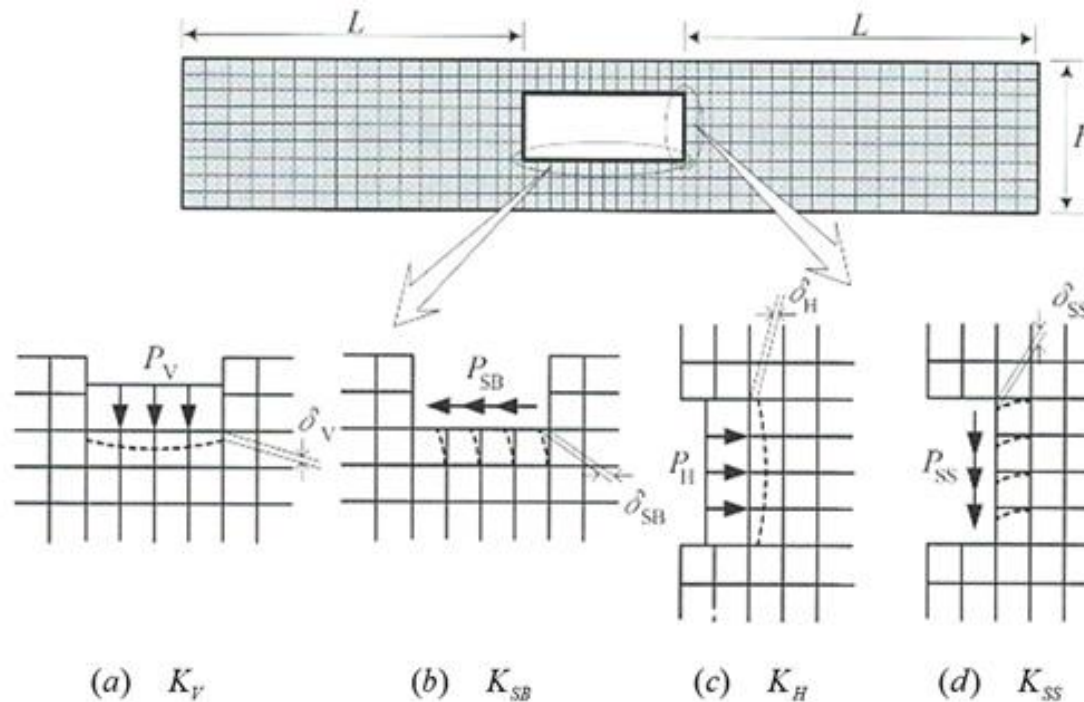 L L
δ_H
δ_SS
P_V
P_SB
δ_V
P_H
P_SS
δ_SB
(a) K_V (b) K_SB (c) K_H (d) K_SS